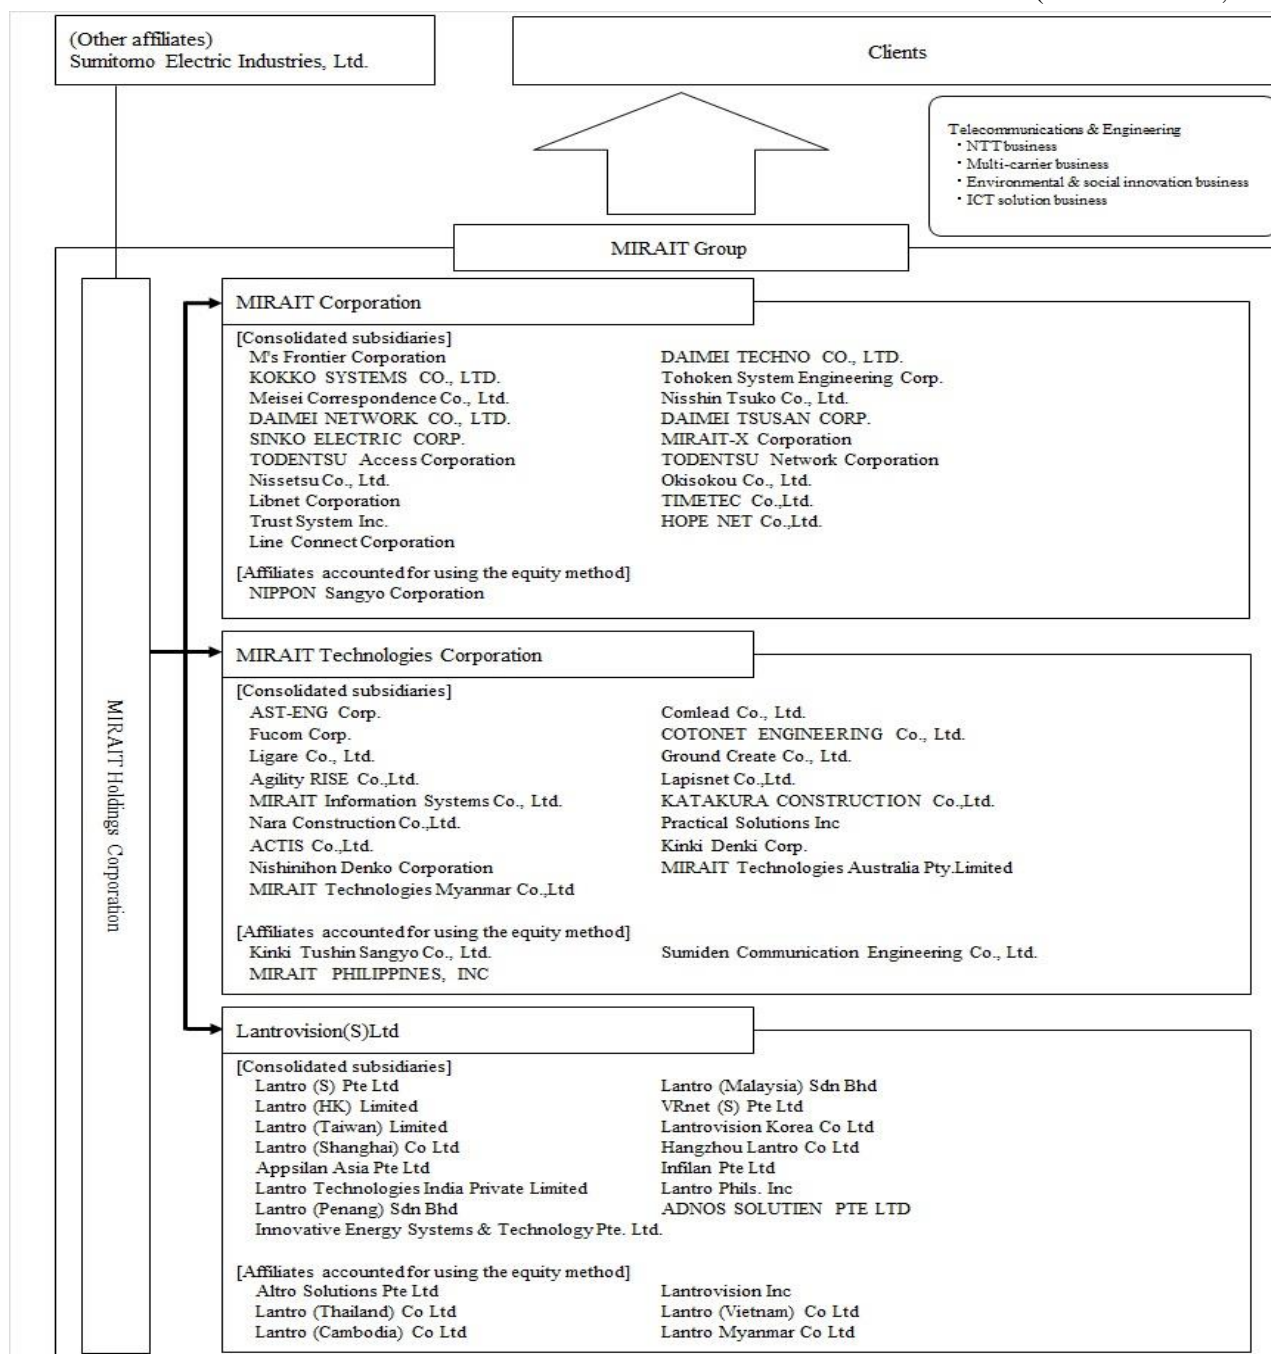 (Other affiliates)
Sumitomo Electric Industries, Ltd.
Clients
Telecommunications & Engineering
・NTT business
・Multi-carrier business
・Environmental & social innovation business
・ICT solution business
MIRAIT Group
MIRAIT Holdings Corporation
MIRAIT Corporation
[Consolidated subsidiaries]
M's Frontier Corporation DAIMEI TECHNO CO., LTD.
KOKKO SYSTEMS CO., LTD. Tohoken System Engineering Corp.
Meisei Correspondence Co., Ltd. Nisshin Tsuko Co., Ltd.
DAIMEI NETWORK CO., LTD. DAIMEI TSUSAN CORP.
SINKO ELECTRIC CORP. MIRAIT-X Corporation
TODENTSU Access Corporation TODENTSU Network Corporation
Nissetsu Co., Ltd. Okisokou Co., Ltd.
Libnet Corporation TIMETEC Co.,Ltd.
Trust System Inc. HOPE NET Co.,Ltd.
Line Connect Corporation
[Affiliates accounted for using the equity method]
NIPPON Sangyo Corporation
MIRAIT Technologies Corporation
[Consolidated subsidiaries]
AST-ENG Corp. Comlead Co., Ltd.
Fucom Corp. COTONET ENGINEERING Co., Ltd.
Ligare Co., Ltd. Ground Create Co., Ltd.
Agility RISE Co.,Ltd. Lapisnet Co.,Ltd.
MIRAIT Information Systems Co., Ltd. KATAKURA CONSTRUCTION Co.,Ltd.
Nara Construction Co.,Ltd. Practical Solutions Inc
ACTIS Co.,Ltd. Kinki Denki Corp.
Nishinihon Denko Corporation MIRAIT Technologies Australia Pty.Limited
MIRAIT Technologies Myanmar Co.,Ltd
[Affiliates accounted for using the equity method]
Kinki Tushin Sangyo Co., Ltd. Sumiden Communication Engineering Co., Ltd.
MIRAIT PHILIPPINES, INC
Lantrovision(S)Ltd
[Consolidated subsidiaries]
Lantro (S) Pte Ltd Lantro (Malaysia) Sdn Bhd
Lantro (HK) Limited VRnet (S) Pte Ltd
Lantro (Taiwan) Limited Lantrovision Korea Co Ltd
Lantro (Shanghai) Co Ltd Hangzhou Lantro Co Ltd
Appsilan Asia Pte Ltd Infilan Pte Ltd
Lantro Technologies India Private Limited Lantro Phils. Inc
Lantro (Penang) Sdn Bhd ADNOS SOLUTIEN PTE LTD
Innovative Energy Systems & Technology Pte. Ltd.
[Affiliates accounted for using the equity method]
Altro Solutions Pte Ltd Lantrovision Inc
Lantro (Thailand) Co Ltd Lantro (Vietnam) Co Ltd
Lantro (Cambodia) Co Ltd Lantro Myanmar Co Ltd